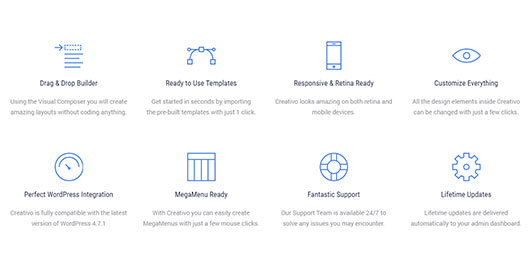 Drag & Drop Builder
Using the Visual Composer you will create
amazing layouts without coding anything.
Ready to Use Templates
Get started in seconds by importing
the pre-built templates with just 1 click.
Responsive & Retina Ready
Creativo looks amazing on both retina and
mobile devices.
Customize Everything
All the design elements inside Creativo
can be changed with just a few clicks.
Perfect WordPress Integration
Creativo is fully compatible with the latest
version of WordPress 4.7.1
MegaMenu Ready
With Creativo you can easily create
MegaMenus with just a few mouse clicks.
Fantastic Support
Our Support Team is available 24/7 to
solve any issues you may encounter.
Lifetime Updates
Lifetime updates are delivered
automatically to your admin dashboard.